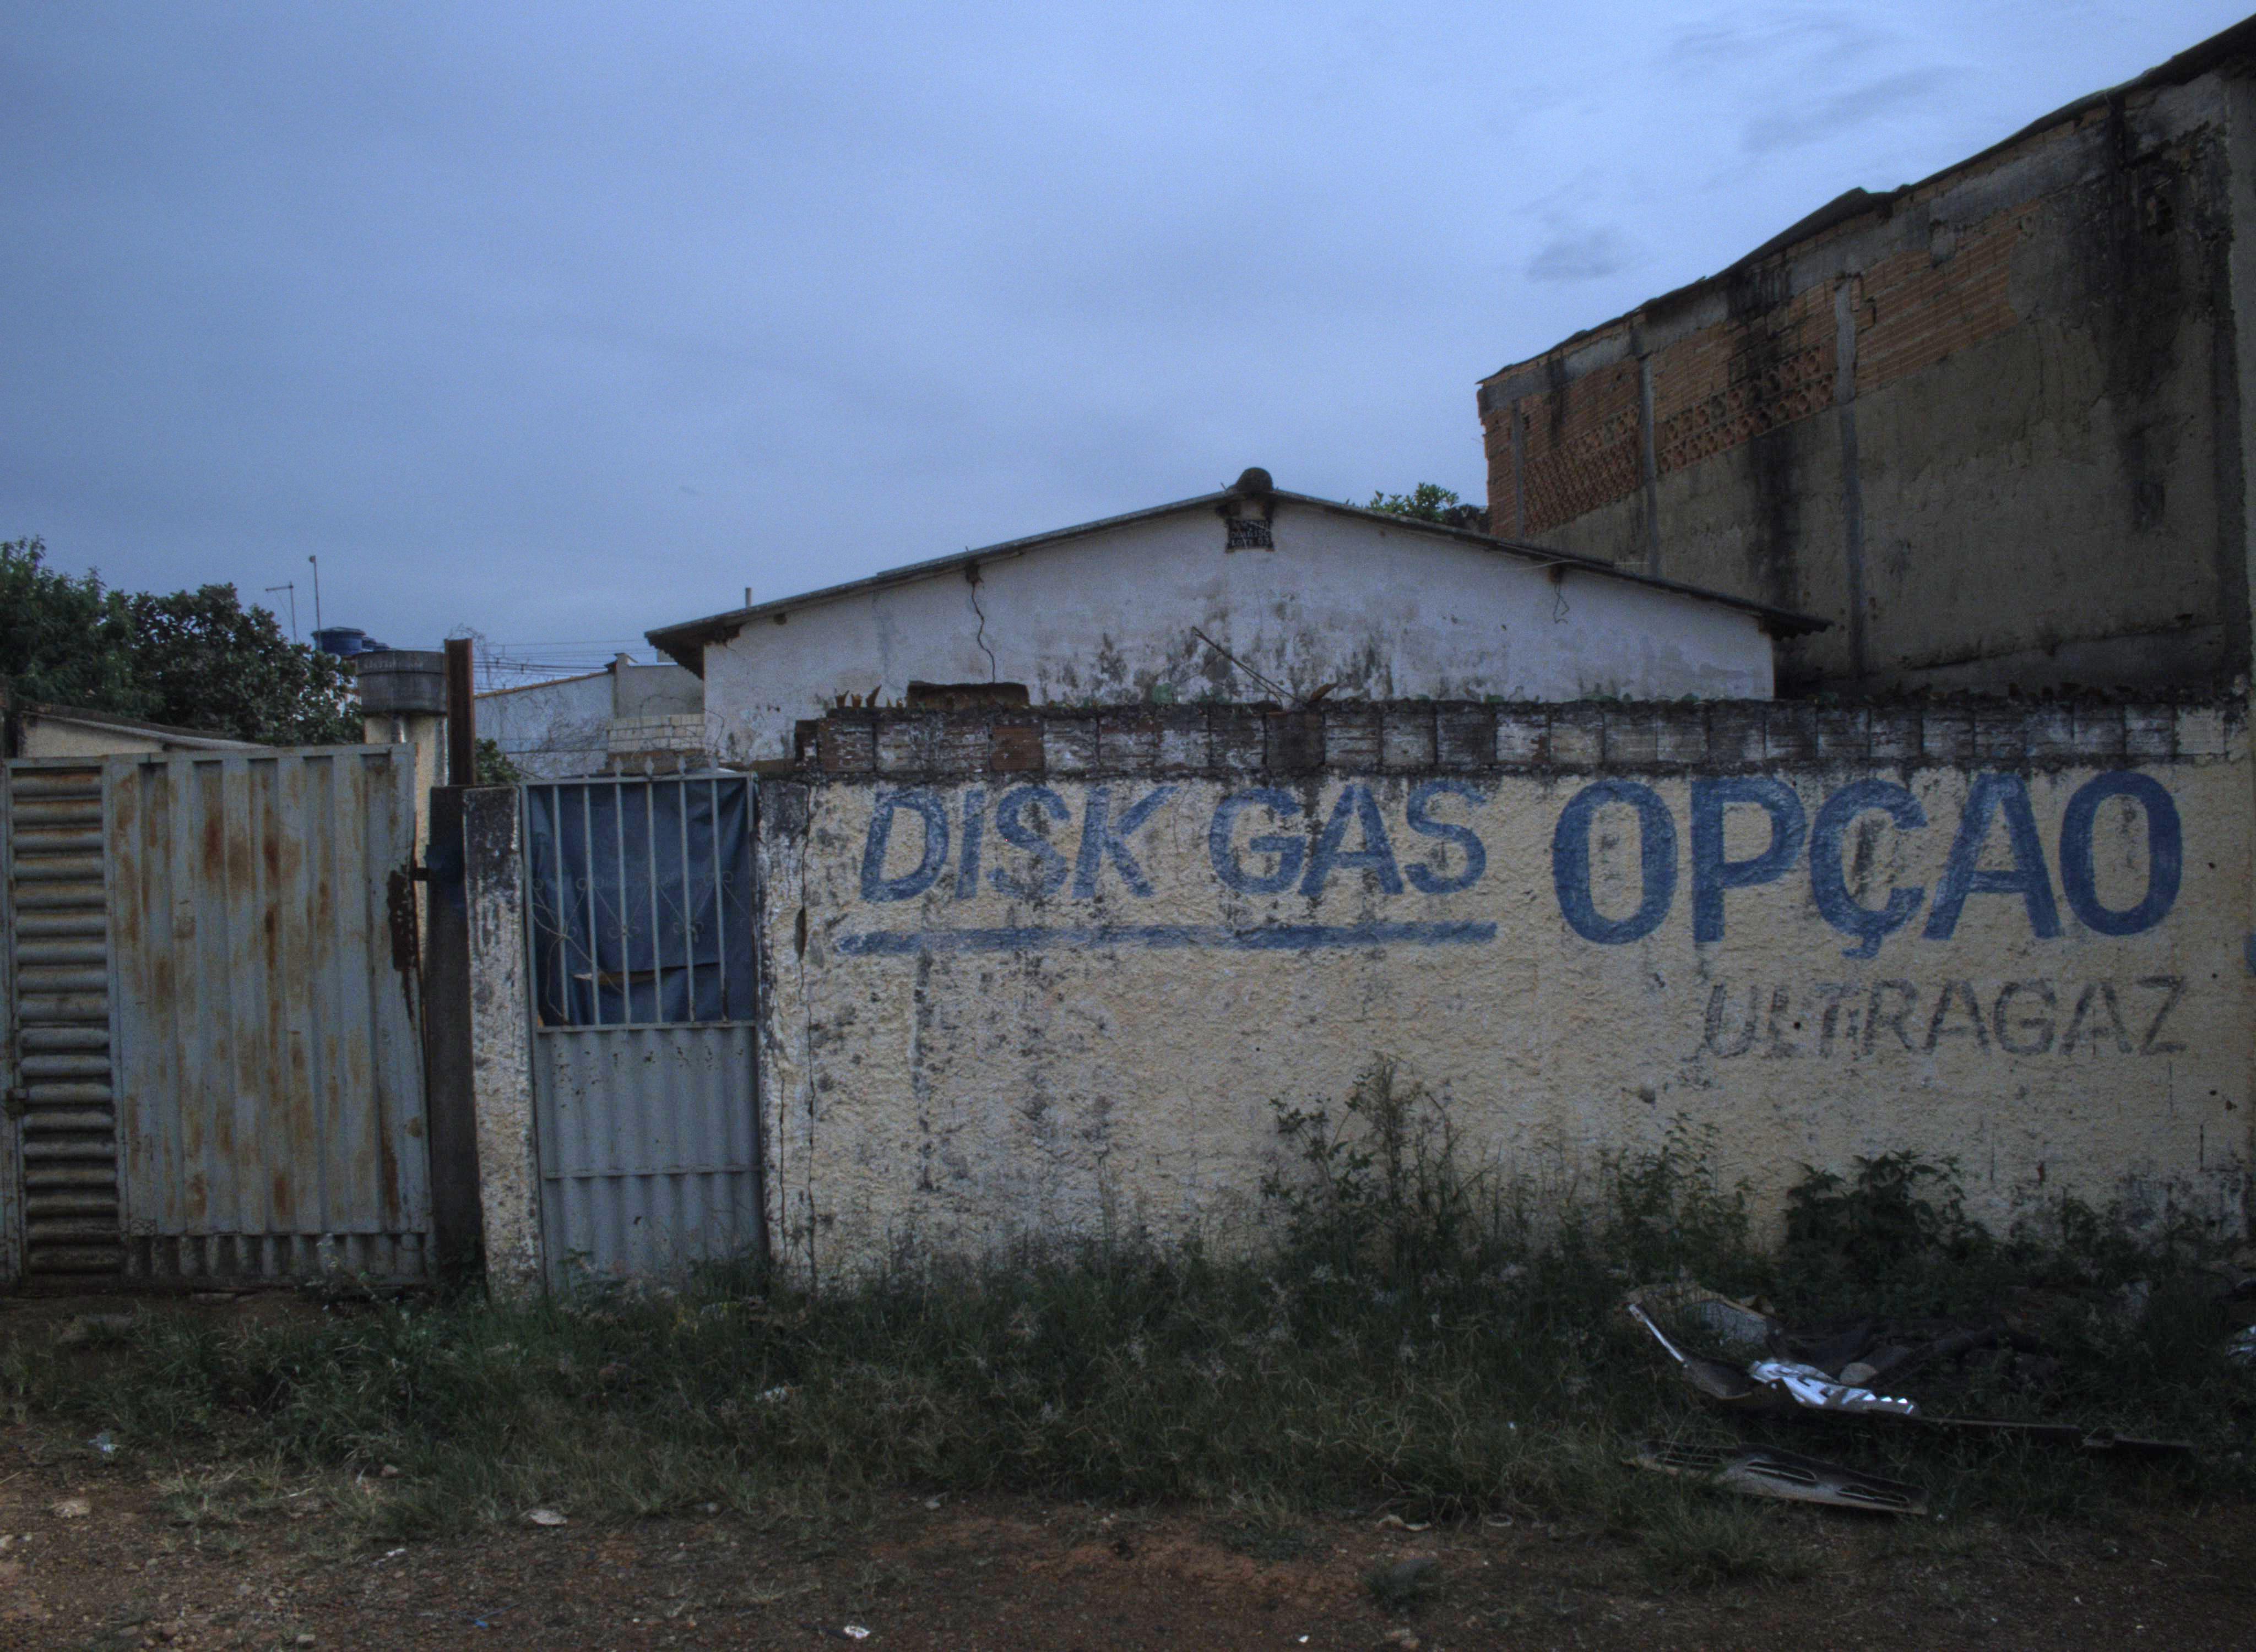 DISK GAS OPÇAO
ULTRAGAZ